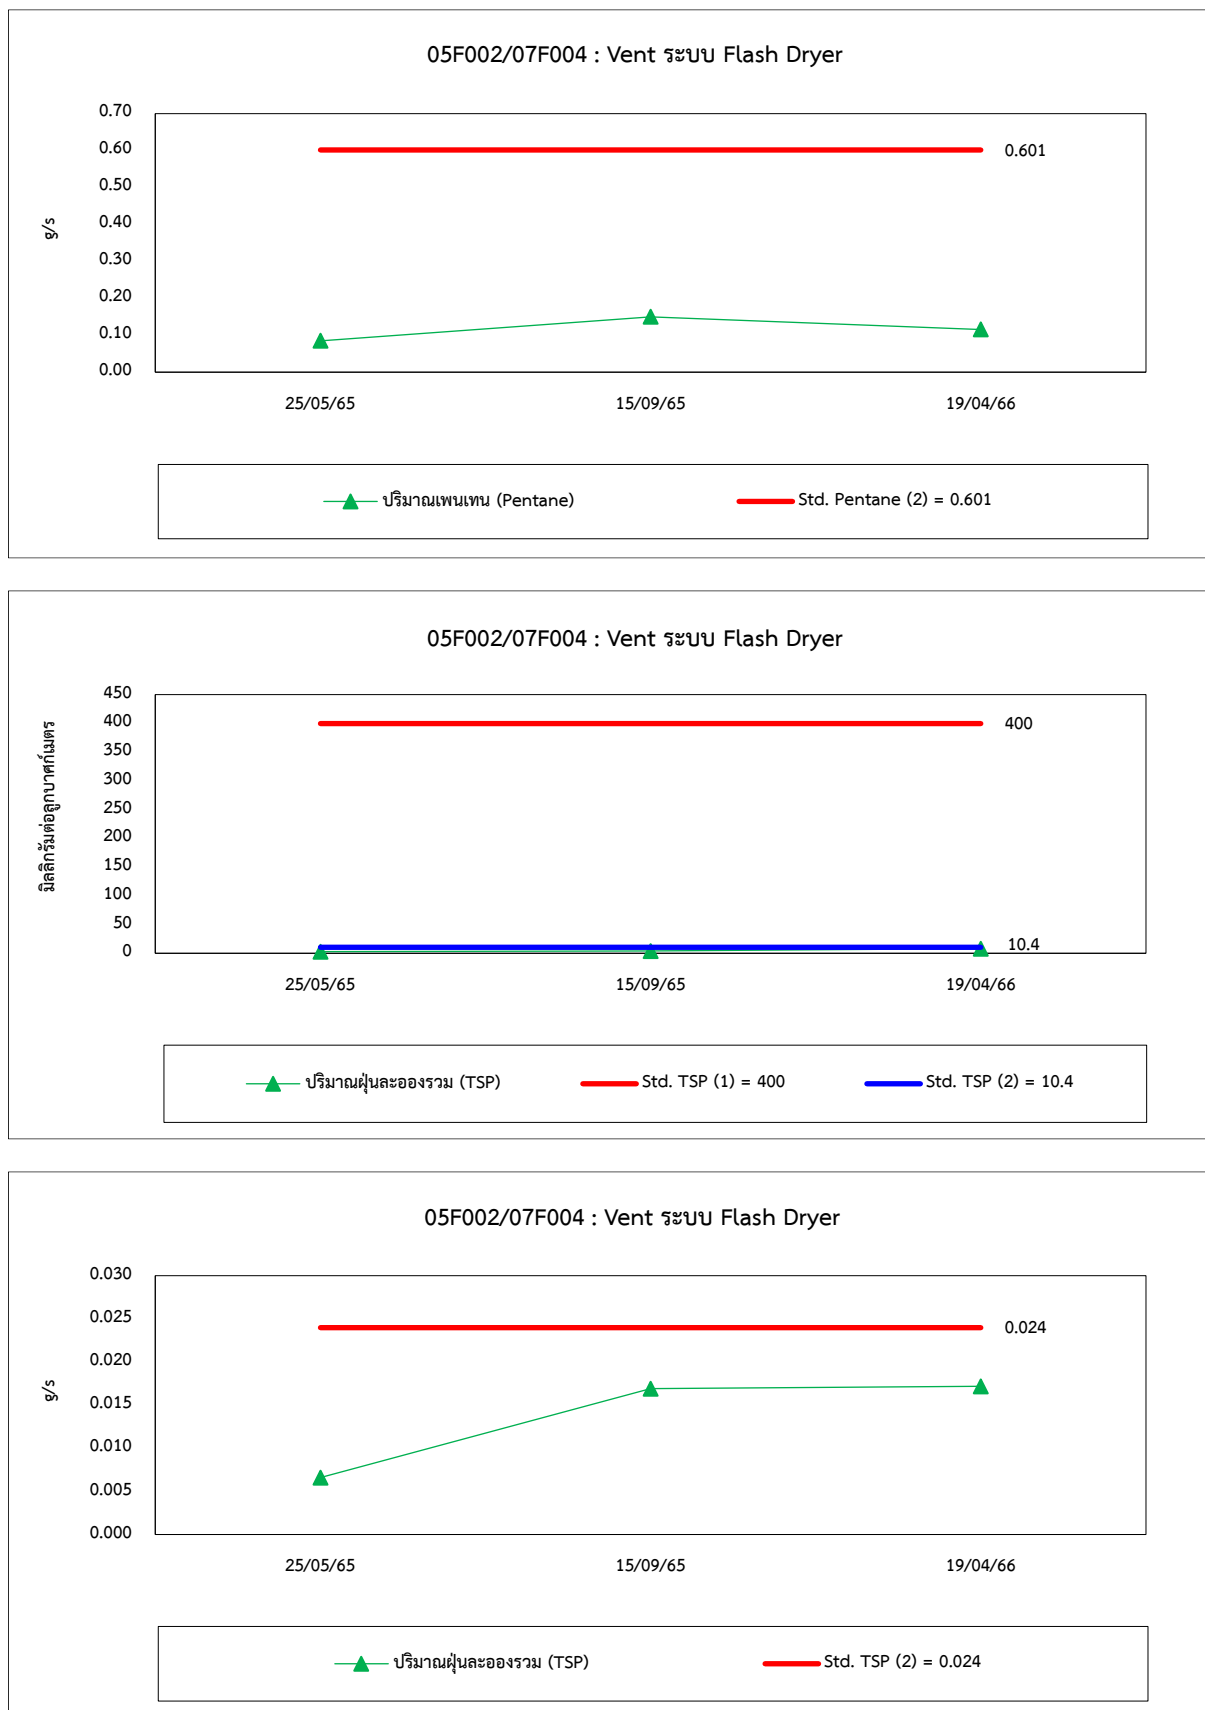 05F002/07F004 : Vent ระบบ Flash Dryer
0.70
0.60
0.50
0.40
0.30
0.20
0.10
0.00
g/s
0.601
25/05/65 15/09/65 19/04/66
ปริมาณเพนเทน (Pentane) Std. Pentane (2) = 0.601
05F002/07F004 : Vent ระบบ Flash Dryer
450
400
350
300
250
200
150
100
50
0
มิลลิกรัมต่อลูกบาศก์เมตร
400
10.4
25/05/65 15/09/65 19/04/66
ปริมาณฝุ่นละอองรวม (TSP) Std. TSP (1) = 400 Std. TSP (2) = 10.4
05F002/07F004 : Vent ระบบ Flash Dryer
0.030
0.025
0.020
0.015
0.010
0.005
0.000
g/s
0.024
25/05/65 15/09/65 19/04/66
ปริมาณฝุ่นละอองรวม (TSP) Std. TSP (2) = 0.024